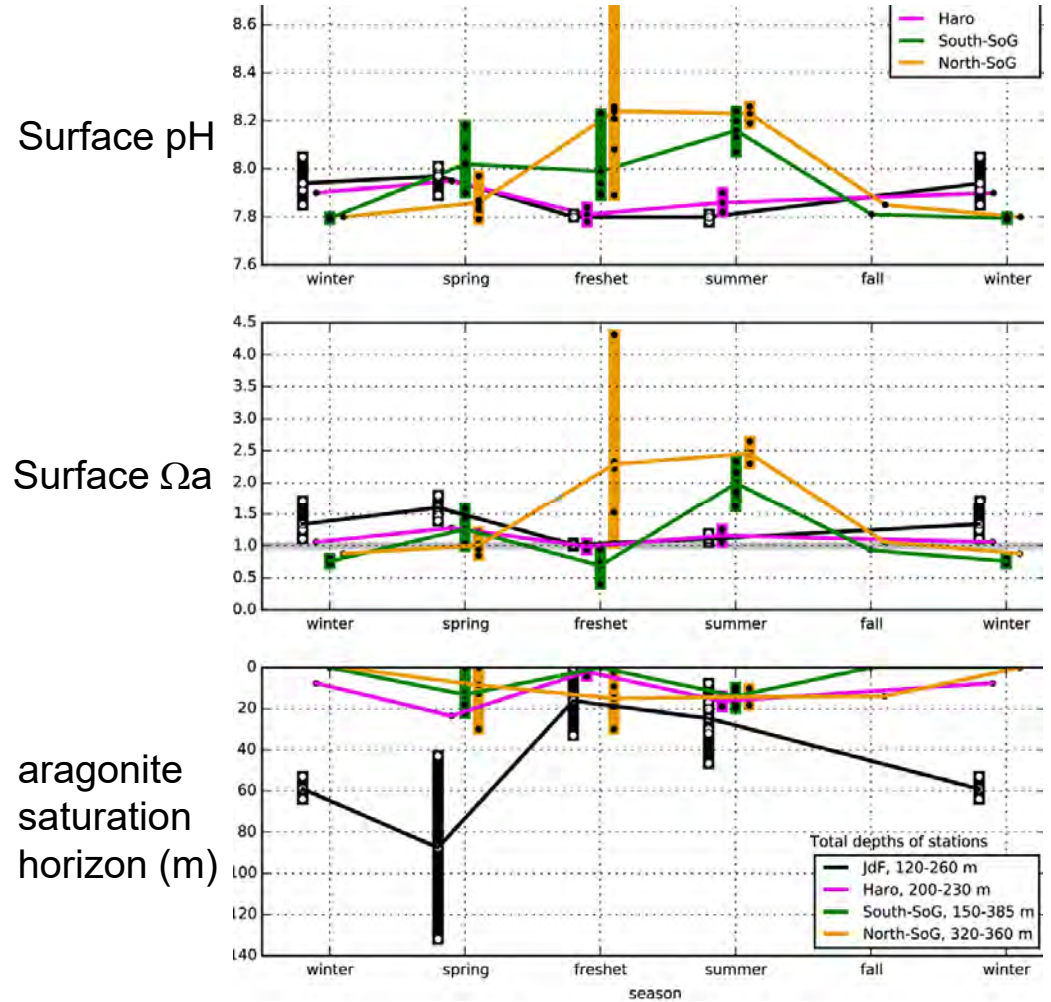 Surface pH
8.6
8.4
8.2
8.0
7.8
7.6
Haro
South-SoG
North-SoG
winter spring freshet summer fall winter
Surface Ωa
4.5
4.0
3.5
3.0
2.5
2.0
1.5
1.0
0.5
0.0
winter spring freshet summer fall winter
aragonite
saturation
horizon (m)
0
20
40
60
80
100
120
140
Total depths of stations
JdF, 120-260 m
Haro, 200-230 m
South-SoG, 150-385 m
North-SoG, 320-360 m
winter spring freshet summer fall winter
season